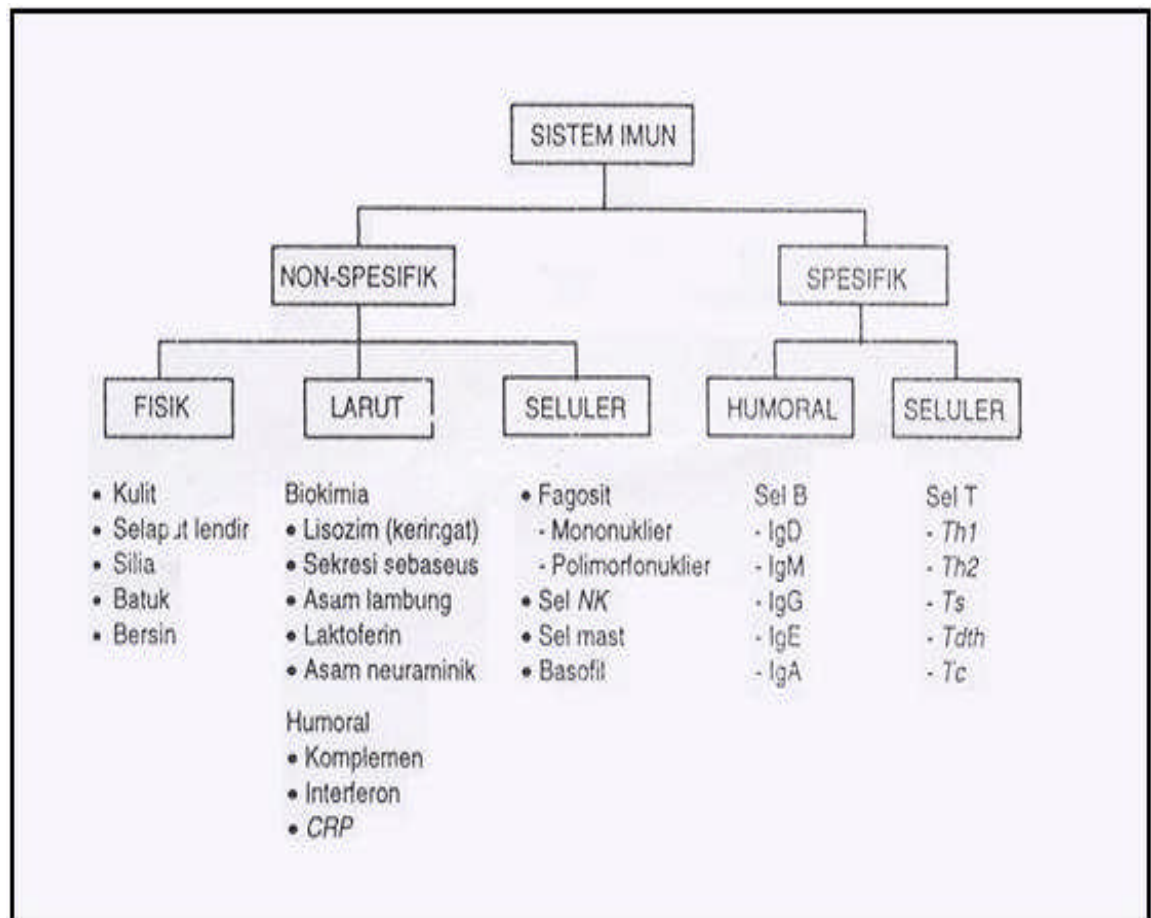 SISTEM IMUN
NON-SPESIFIK
SPESIFIK
FISIK
LARUT
SELULER
HUMORAL
SELULER
• Kulit
• Selaput lendir
• Silia
• Batuk
• Bersin
Biokimia
• Lisozim (keringat)
• Sekresi sebaseus
• Asam lambung
• Laktoferin
• Asam neuraminik
Humoral
• Komplemen
• Interferon
• CRP
• Fagosit
- Mononuklier
- Polimorfonuklier
• Sel NK
• Sel mast
• Basofil
Sel B
- IgD
- IgM
- IgG
- IgE
- IgA
Sel T
- Th1
- Th2
- Ts
- Tdth
- Tc